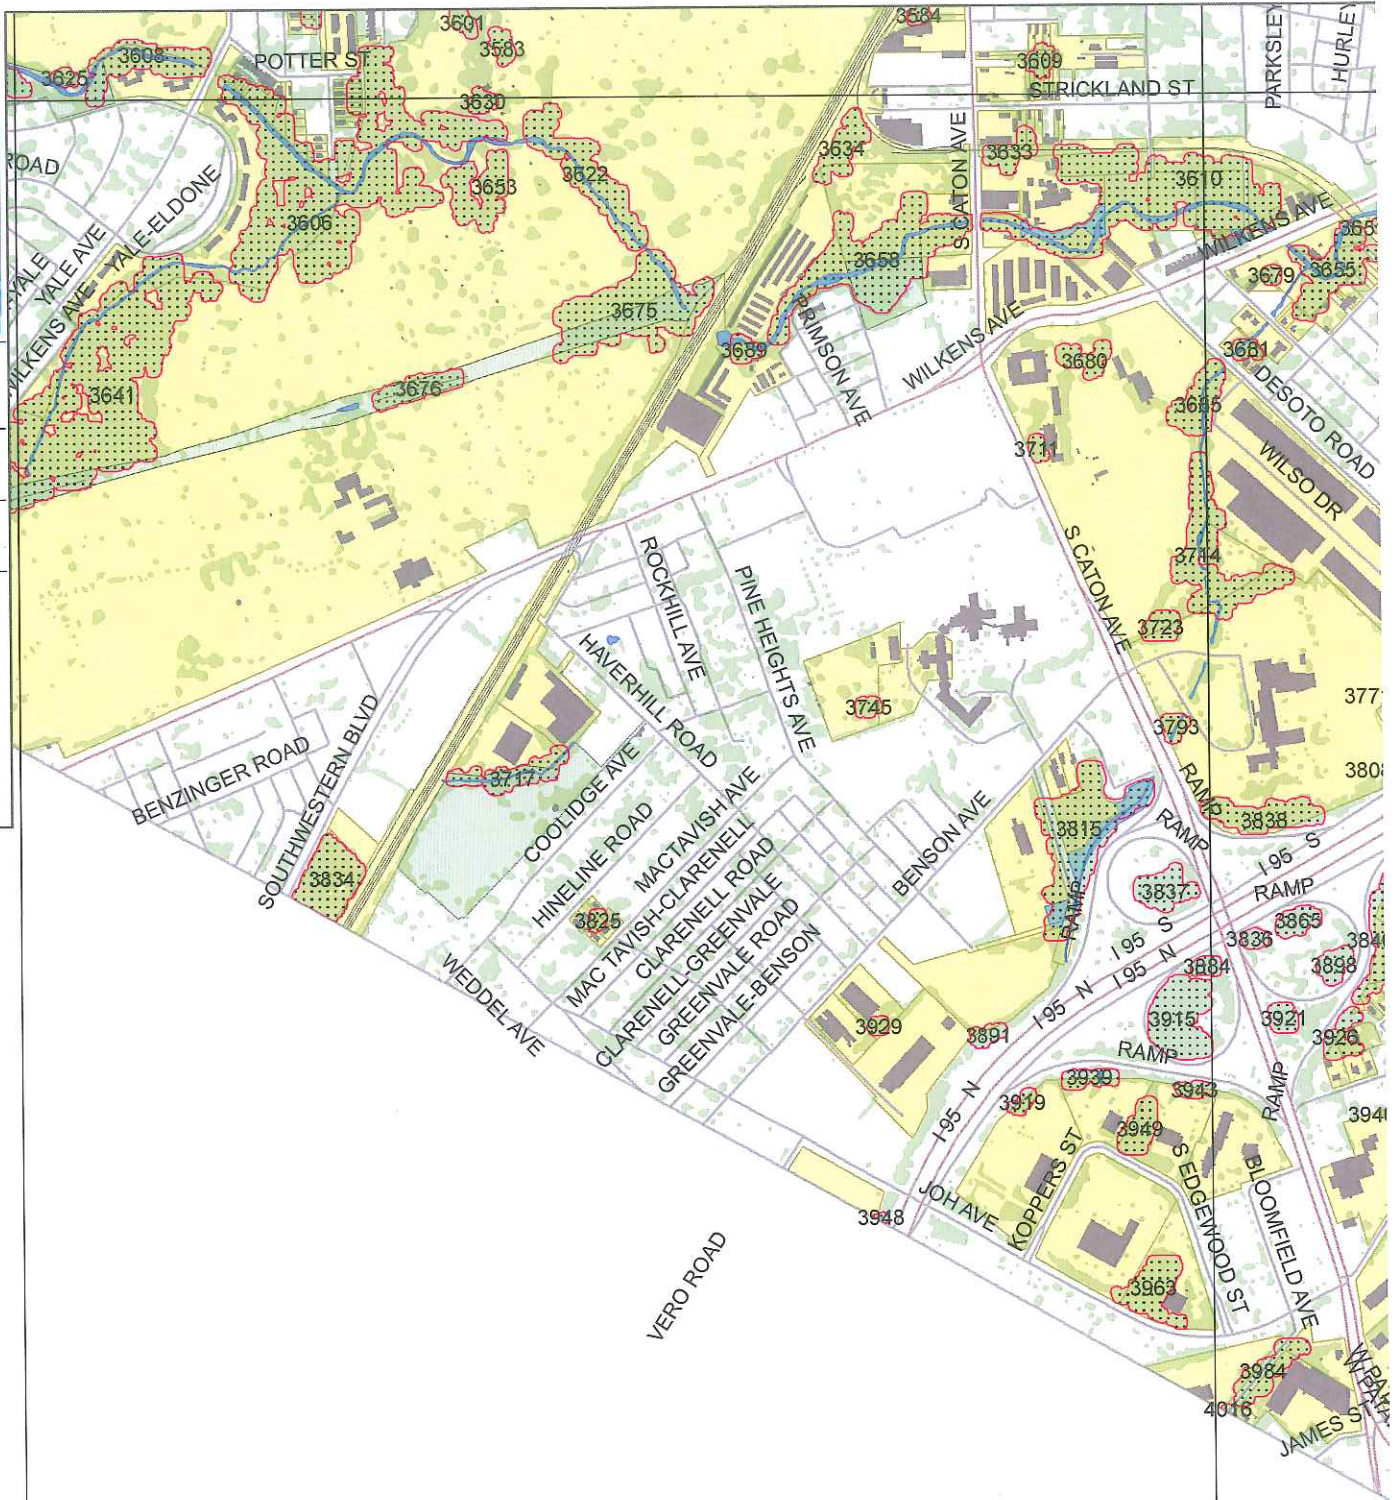 3584
3601
3583
3608
POTTER ST
3625
3609
STRICKLAND ST
PARKSLEY
HURLEY
3630
S CATON AVE
3634
3633
ROAD
3653
3622
3610
YALE-ELDONE
3606
YALE AVE
YALE
WILKENS AVE
WILKENS AVE
3658
3679
3655
3675
3689
WILKENS AVE
3680
3681
3676
3641
DESOTO ROAD
3711
WILSO DR
3714
S CATON AVE
ROCKHILL AVE
PINE HEIGHTS AVE
3723
HAVERHILL ROAD
3745
3793
3717
BENZINGER ROAD
SOUTHWESTERN BLVD
COOLIDGE AVE
HINELINE ROAD
MACTAVISH AVE
MAC TAVISH-CLARENELL
CLARENELL ROAD
CLARENELL-GREENVALE
GREENVALE ROAD
GREENVALE-BENSON
BENSON AVE
RAMP
RAMP
3838
3815
I 95 S
3834
3837
RAMP
3825
RAMP
3865
3836
I 95 S
3884
3898
I 95 N
I 95 N
WEDDEL AVE
3915
3921
3929
3891
3926
RAMP
RAMP
3939
3943
3919
I 95 N
3949
KOPPERS ST
S EDGEWOOD ST
BLOOMFIELD AVE
JOH AVE
3948
VERO ROAD
3963
3984
4016
JAMES ST